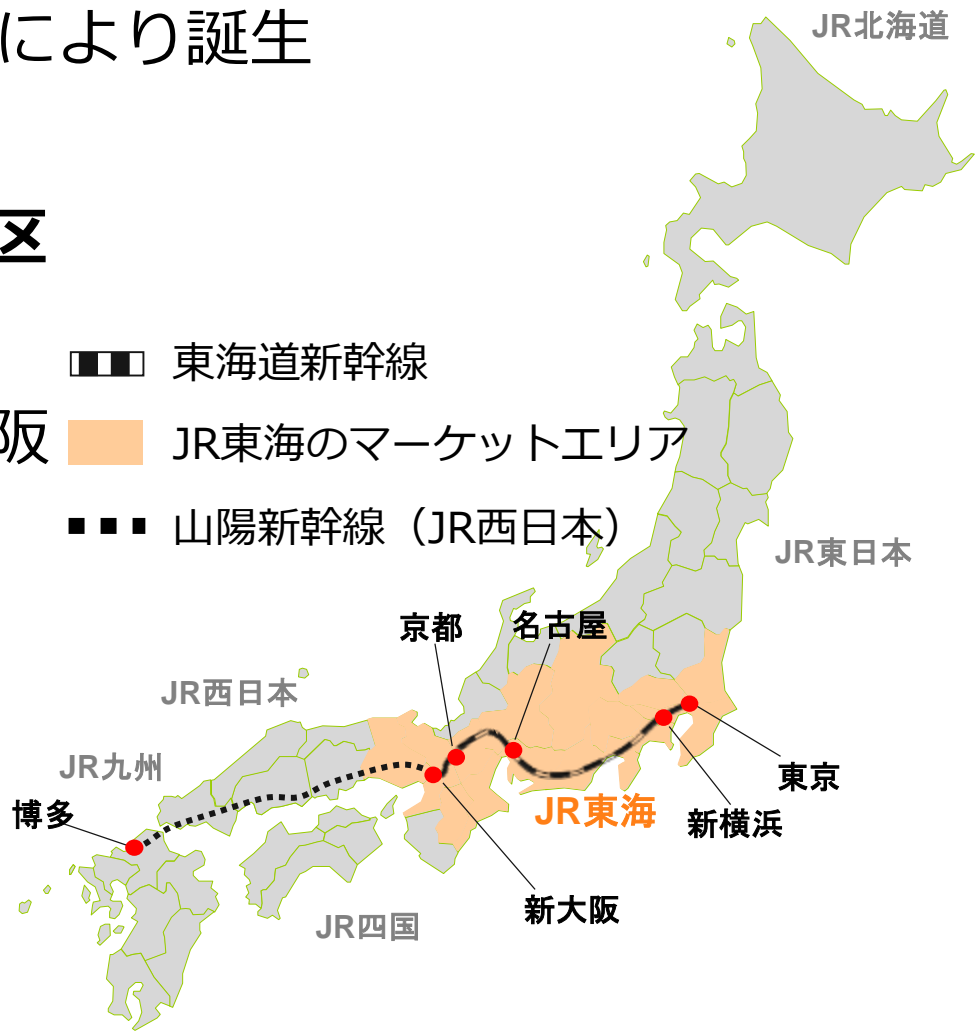 により誕生
JR北海道
区
東海道新幹線
阪
JR東海のマーケットエリア
山陽新幹線（JR西日本）
JR東日本
京都
名古屋
JR西日本
JR九州
東京
博多
JR東海
新横浜
新大阪
JR四国